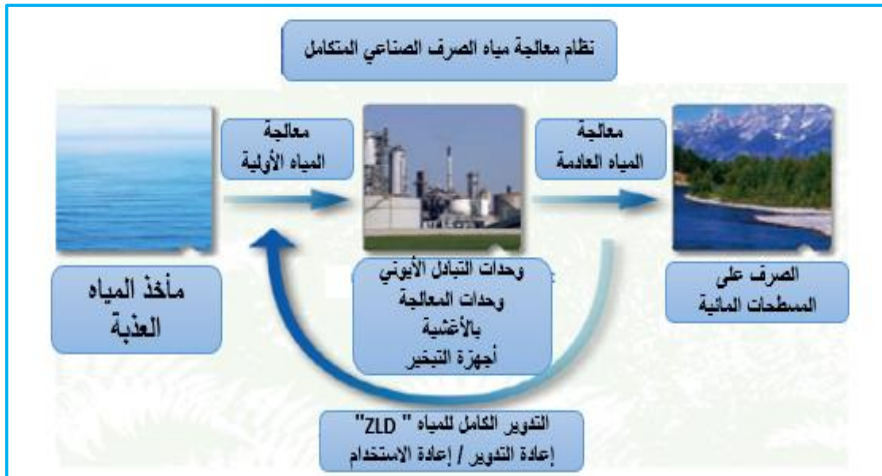 نظام معالجة مياه الصرف الصناعي المتكامل
معالجة
المياه الأولية
معالجة
المياه العادمة
مأخذ المياه
العذبة
وحدات التبادل الأيوني
وحدات المعالجة
بالأغشية
أجهزة التبخير
الصرف على
المسطحات المائية
التدوير الكامل للمياه " ZLD"
إعادة التدوير / إعادة الاستخدام